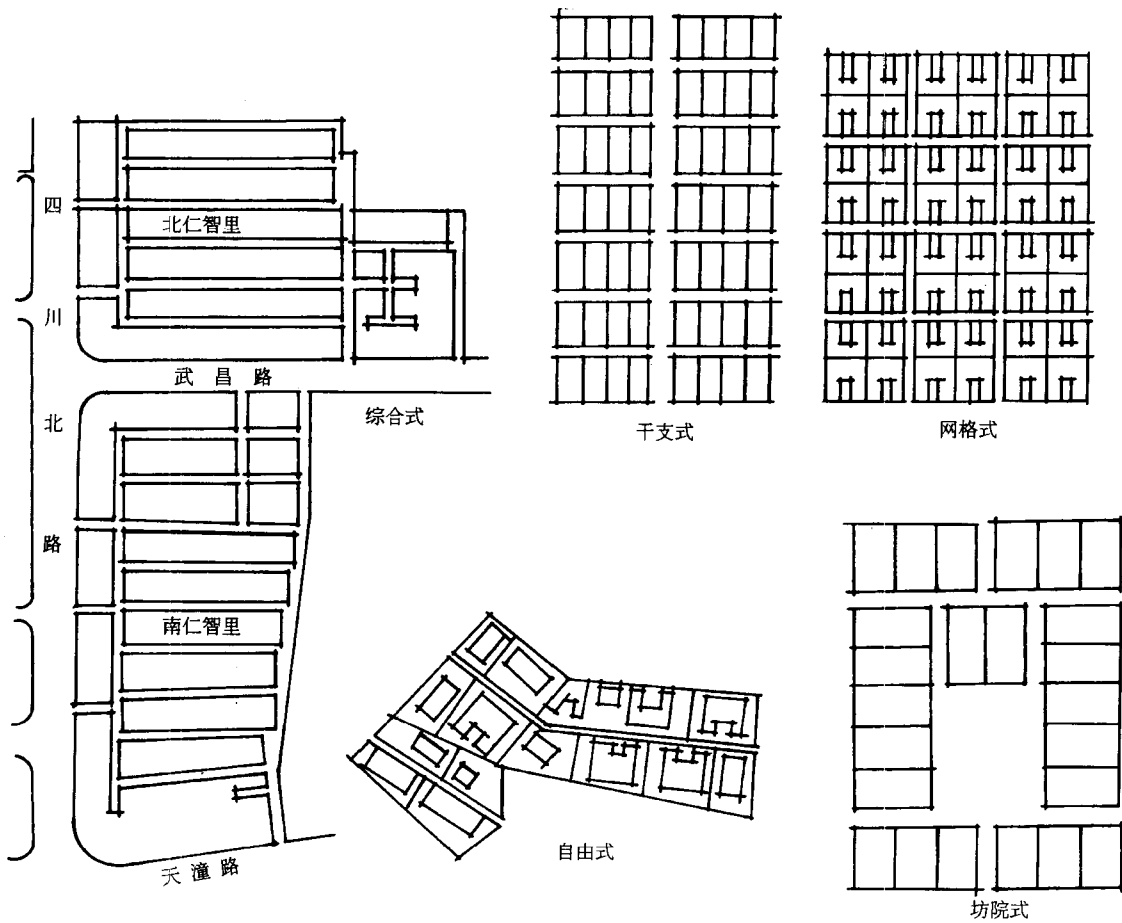 四川北路
北仁智里
武昌路
综合式
南仁智里
天潼路
干支式
网格式
自由式
坊院式